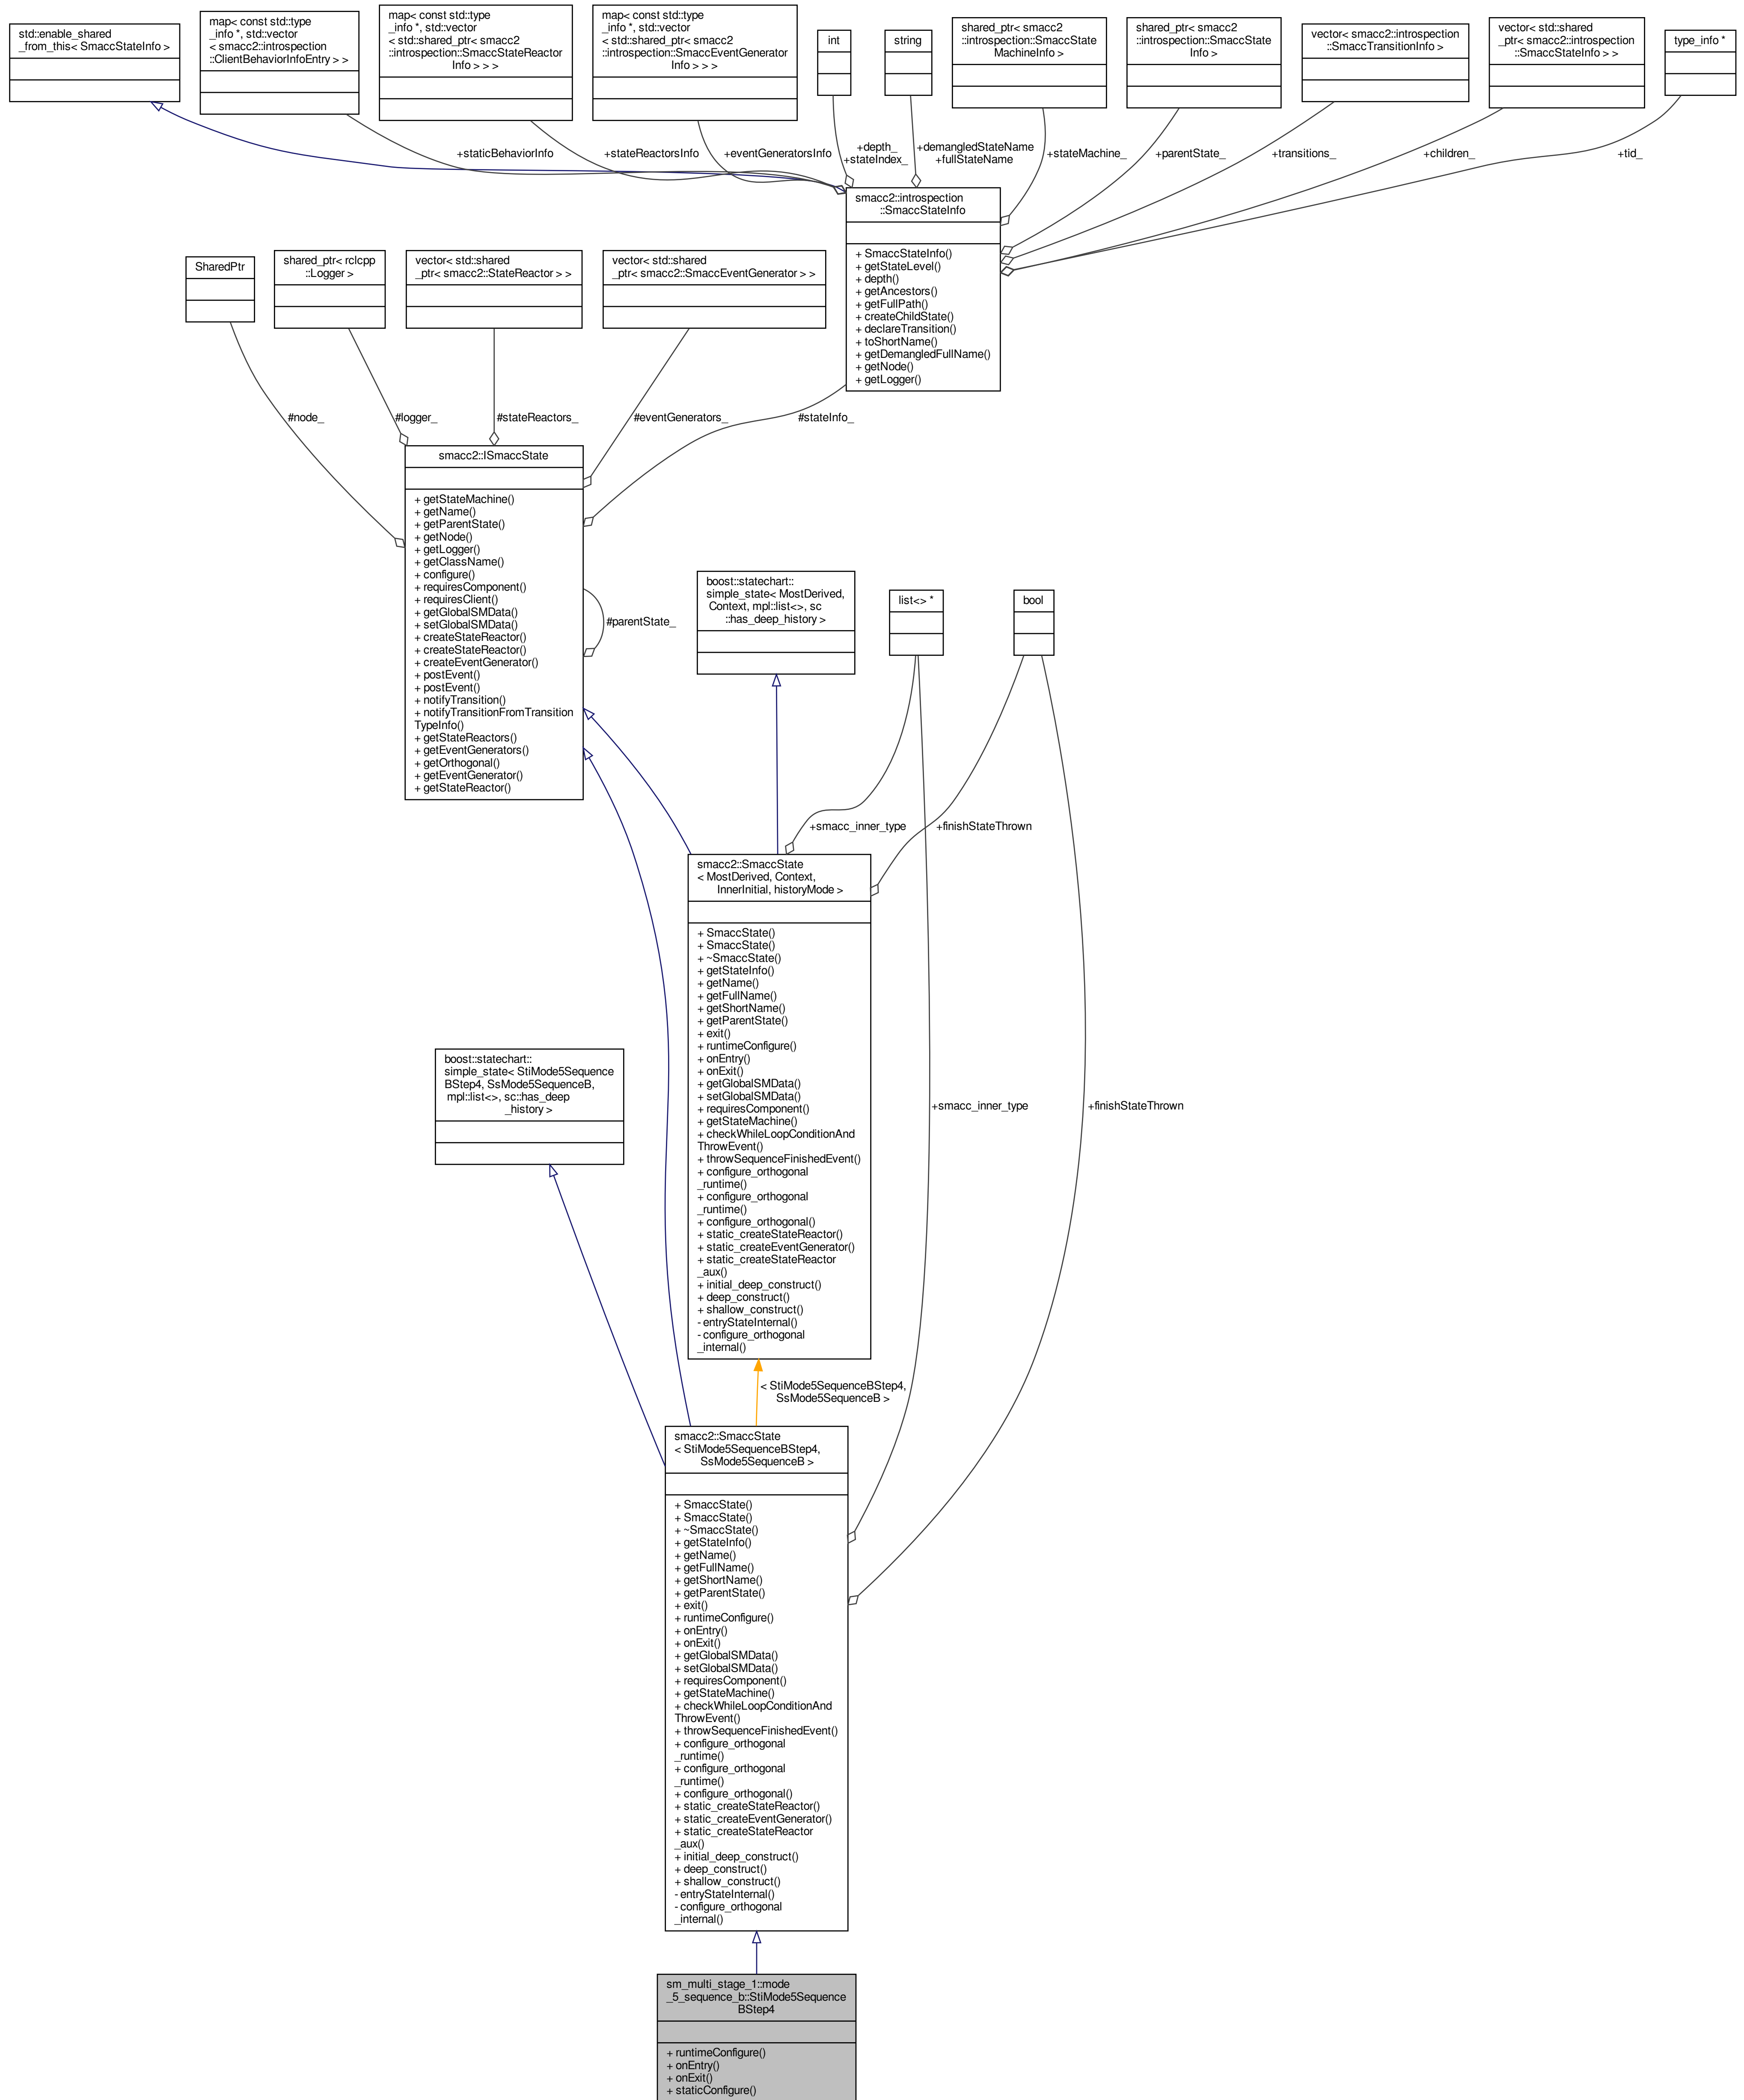 std::enable_shared
_from_this< SmaccStateInfo >
map< const std::type
_info *, std::vector
< smacc2::introspection
::ClientBehaviorInfoEntry > >
map< const std::type
_info *, std::vector
< std::shared_ptr< smacc2
::introspection::SmaccStateReactor
Info > > >
map< const std::type
_info *, std::vector
< std::shared_ptr< smacc2
::introspection::SmaccEventGenerator
Info > > >
int
string
shared_ptr< smacc2
::introspection::SmaccState
MachineInfo >
shared_ptr< smacc2
::introspection::SmaccState
Info >
vector< smacc2::introspection
::SmaccTransitionInfo >
vector< std::shared
_ptr< smacc2::introspection
::SmaccStateInfo > >
type_info *
+staticBehaviorInfo
+stateReactorsInfo
+eventGeneratorsInfo
+depth_
+stateIndex_
+demangledStateName
+fullStateName
+stateMachine_
+parentState_
+transitions_
+children_
+tid_
smacc2::introspection
::SmaccStateInfo
+ SmaccStateInfo()
+ getStateLevel()
+ depth()
+ getAncestors()
+ getFullPath()
+ createChildState()
+ declareTransition()
+ toShortName()
+ getDemangledFullName()
+ getNode()
+ getLogger()
SharedPtr
shared_ptr< rclcpp
::Logger >
vector< std::shared
_ptr< smacc2::StateReactor > >
vector< std::shared
_ptr< smacc2::SmaccEventGenerator > >
#node_
#logger_
#stateReactors_
#eventGenerators_
#stateInfo_
smacc2::ISmaccState
+ getStateMachine()
+ getName()
+ getParentState()
+ getNode()
+ getLogger()
+ getClassName()
+ configure()
+ requiresComponent()
+ requiresClient()
+ getGlobalSMData()
+ setGlobalSMData()
+ createStateReactor()
+ createStateReactor()
+ createEventGenerator()
+ postEvent()
+ postEvent()
+ notifyTransition()
+ notifyTransitionFromTransition
TypeInfo()
+ getStateReactors()
+ getEventGenerators()
+ getOrthogonal()
+ getEventGenerator()
+ getStateReactor()
#parentState_
boost::statechart::
simple_state< MostDerived,
Context, mpl::list<>, sc
::has_deep_history >
list<> *
bool
+smacc_inner_type
+finishStateThrown
smacc2::SmaccState
< MostDerived, Context,
InnerInitial, historyMode >
+ SmaccState()
+ SmaccState()
+ ~SmaccState()
+ getStateInfo()
+ getName()
+ getFullName()
+ getShortName()
+ getParentState()
+ exit()
+ runtimeConfigure()
+ onEntry()
+ onExit()
+ getGlobalSMData()
+ setGlobalSMData()
+ requiresComponent()
+ getStateMachine()
+ checkWhileLoopConditionAnd
ThrowEvent()
+ throwSequenceFinishedEvent()
+ configure_orthogonal
_runtime()
+ configure_orthogonal
_runtime()
+ configure_orthogonal()
+ static_createStateReactor()
+ static_createEventGenerator()
+ static_createStateReactor
_aux()
+ initial_deep_construct()
+ deep_construct()
+ shallow_construct()
- entryStateInternal()
- configure_orthogonal
_internal()
boost::statechart::
simple_state< StiMode5Sequence
BStep4, SsMode5SequenceB,
mpl::list<>, sc::has_deep
_history >
+smacc_inner_type
+finishStateThrown
< StiMode5SequenceBStep4,
SsMode5SequenceB >
smacc2::SmaccState
< StiMode5SequenceBStep4,
SsMode5SequenceB >
+ SmaccState()
+ SmaccState()
+ ~SmaccState()
+ getStateInfo()
+ getName()
+ getFullName()
+ getShortName()
+ getParentState()
+ exit()
+ runtimeConfigure()
+ onEntry()
+ onExit()
+ getGlobalSMData()
+ setGlobalSMData()
+ requiresComponent()
+ getStateMachine()
+ checkWhileLoopConditionAnd
ThrowEvent()
+ throwSequenceFinishedEvent()
+ configure_orthogonal
_runtime()
+ configure_orthogonal
_runtime()
+ configure_orthogonal()
+ static_createStateReactor()
+ static_createEventGenerator()
+ static_createStateReactor
_aux()
+ initial_deep_construct()
+ deep_construct()
+ shallow_construct()
- entryStateInternal()
- configure_orthogonal
_internal()
sm_multi_stage_1::mode
_5_sequence_b::StiMode5Sequence
BStep4
+ runtimeConfigure()
+ onEntry()
+ onExit()
+ staticConfigure()